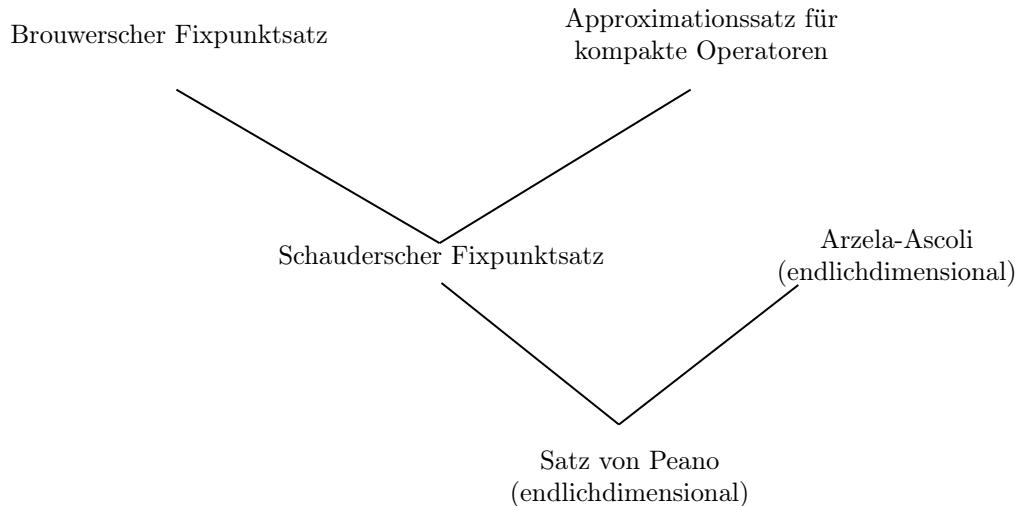 Brouwerscher Fixpunktsatz
Approximationssatz für
kompakte Operatoren
Schauderscher Fixpunktsatz
Arzela-Ascoli
(endlichdimensional)
Satz von Peano
(endlichdimensional)